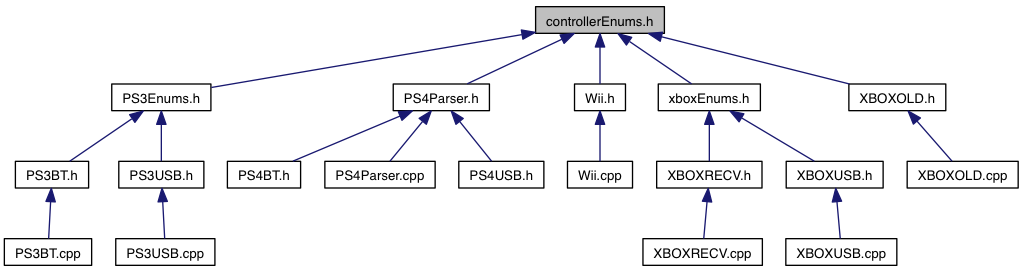 controllerEnums.h
PS3Enums.h
PS4Parser.h
Wii.h
xboxEnums.h
XBOXOLD.h
PS3BT.h
PS3USB.h
PS4BT.h
PS4Parser.cpp
PS4USB.h
Wii.cpp
XBOXRECV.h
XBOXUSB.h
XBOXOLD.cpp
PS3BT.cpp
PS3USB.cpp
XBOXRECV.cpp
XBOXUSB.cpp